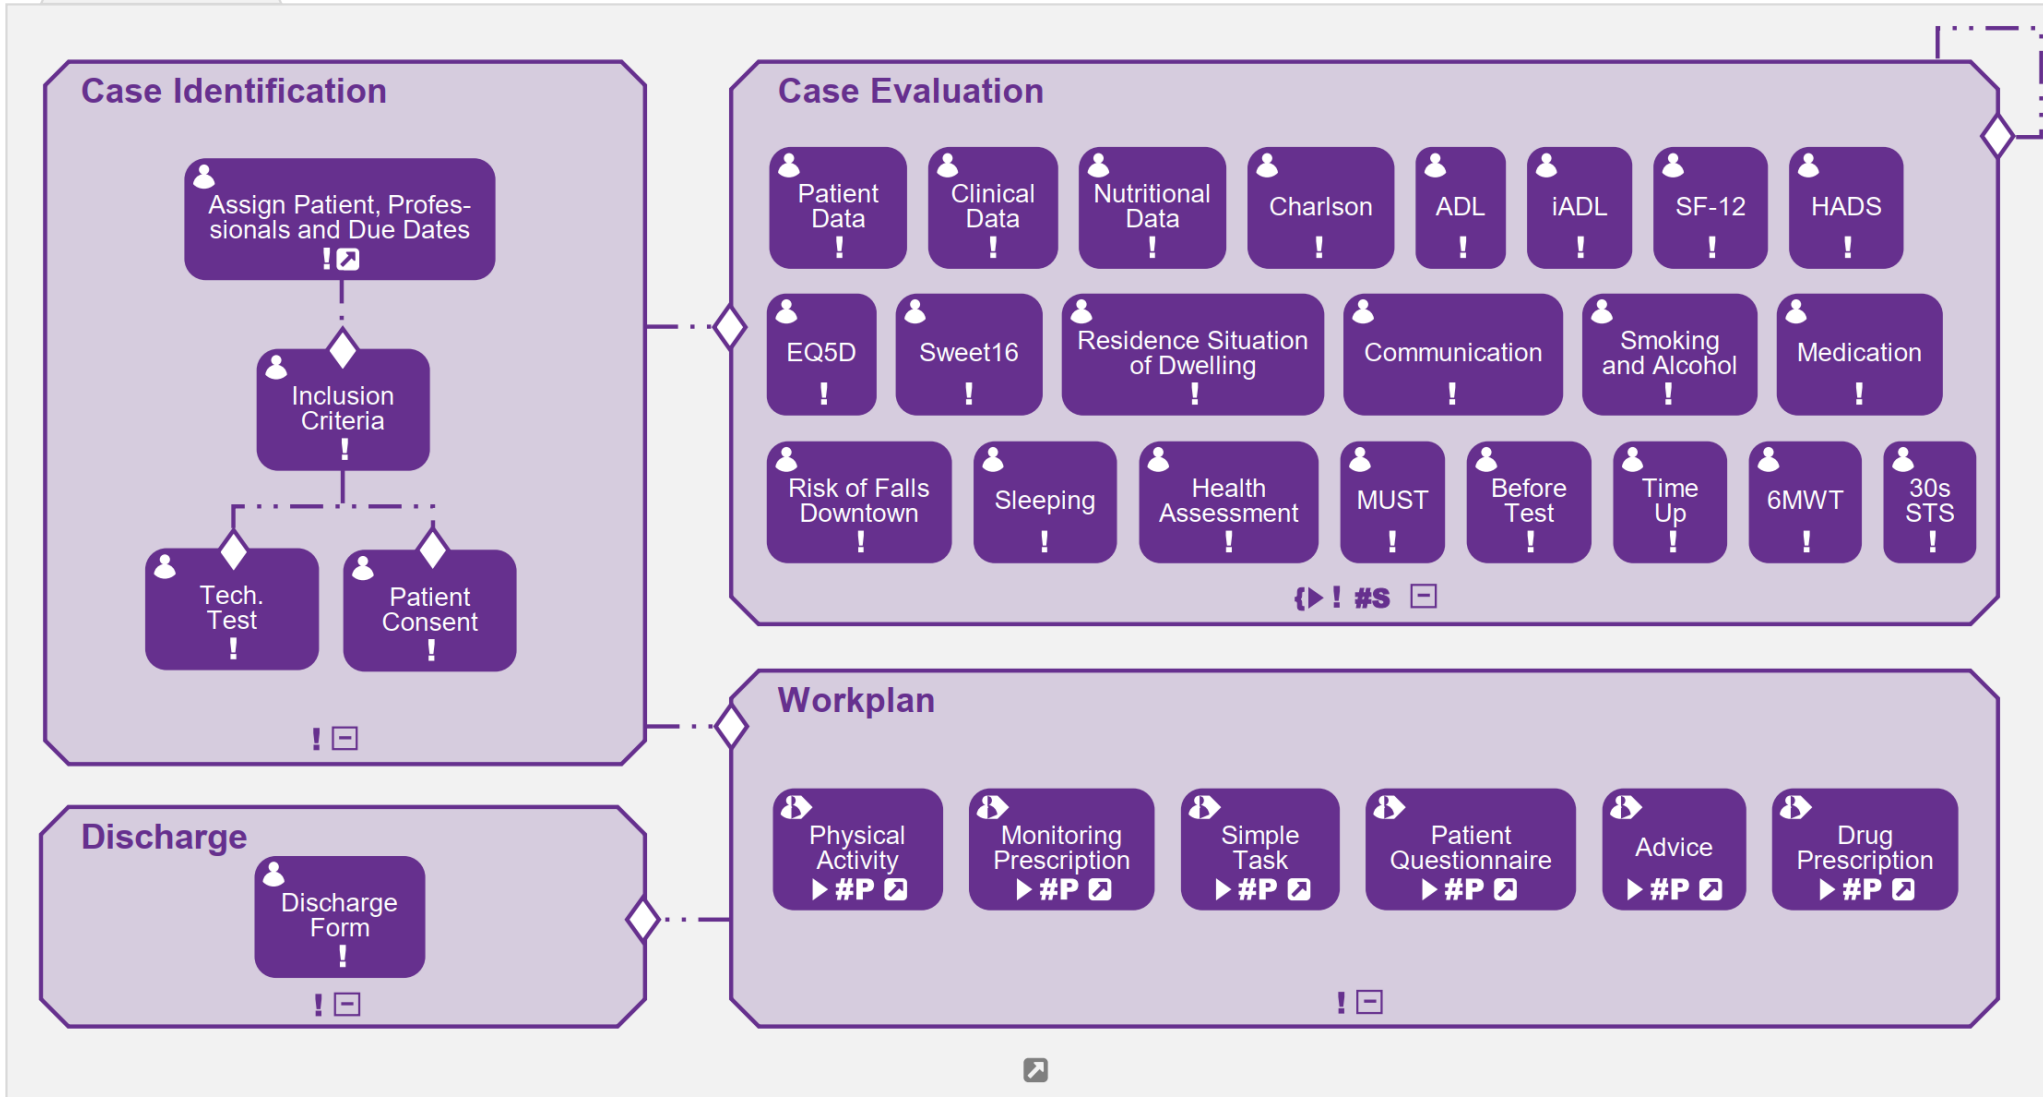 Case Identification
Assign Patient, Profes-
sionals and Due Dates
!
Inclusion
Criteria
!
Tech.
Test
!
Patient
Consent
!
!
Case Evaluation
Patient
Data
!
Clinical
Data
!
Nutritional
Data
!
Charlson
!
ADL
!
iADL
!
SF-12
!
HADS
!
EQ5D
!
Sweet16
!
Residence Situation
of Dwelling
!
Communication
!
Smoking
and Alcohol
!
Medication
!
Risk of Falls
Downtown
!
Sleeping
!
Health
Assessment
!
MUST
!
Before
Test
!
Time
Up
!
6MWT
!
30s
STS
!
{ ! #S
Discharge
Discharge
Form
!
!
Workplan
Physical
Activity
#P
Monitoring
Prescription
#P
Simple
Task
#P
Patient
Questionnaire
#P
Advice
#P
Drug
Prescription
#P
!